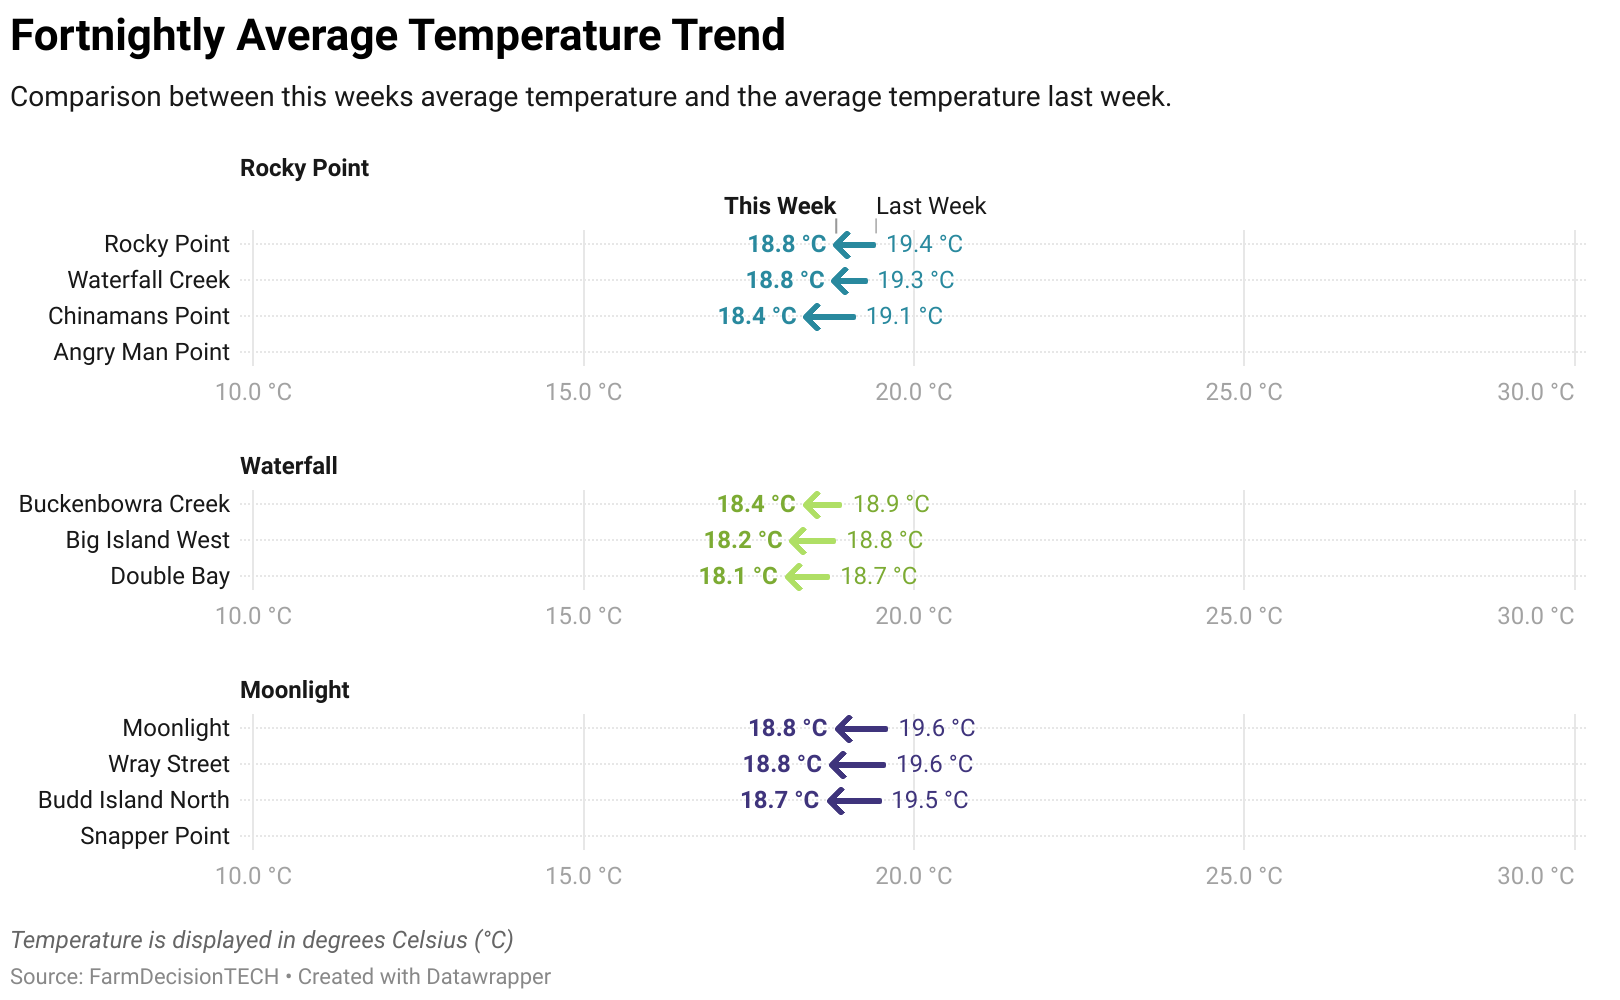 Fortnightly Average Temperature Trend
Comparison between this weeks average temperature and the average temperature last week.
Rocky Point
This Week Last Week
Rocky Point 18.8 °C 19.4 °C
Waterfall Creek 18.8 °C 19.3 °C
Chinamans Point 18.4 °C 19.1 °C
Angry Man Point
10.0 °C 15.0 °C 20.0 °C 25.0 °C 30.0 °C
Waterfall
Buckenbowra Creek 18.4 °C 18.9 °C
Big Island West 18.2 °C 18.8 °C
Double Bay 18.1 °C 18.7 °C
10.0 °C 15.0 °C 20.0 °C 25.0 °C 30.0 °C
Moonlight
Moonlight 18.8 °C 19.6 °C
Wray Street 18.8 °C 19.6 °C
Budd Island North 18.7 °C 19.5 °C
Snapper Point
10.0 °C 15.0 °C 20.0 °C 25.0 °C 30.0 °C
Temperature is displayed in degrees Celsius (°C)
Source: FarmDecisionTECH • Created with Datawrapper